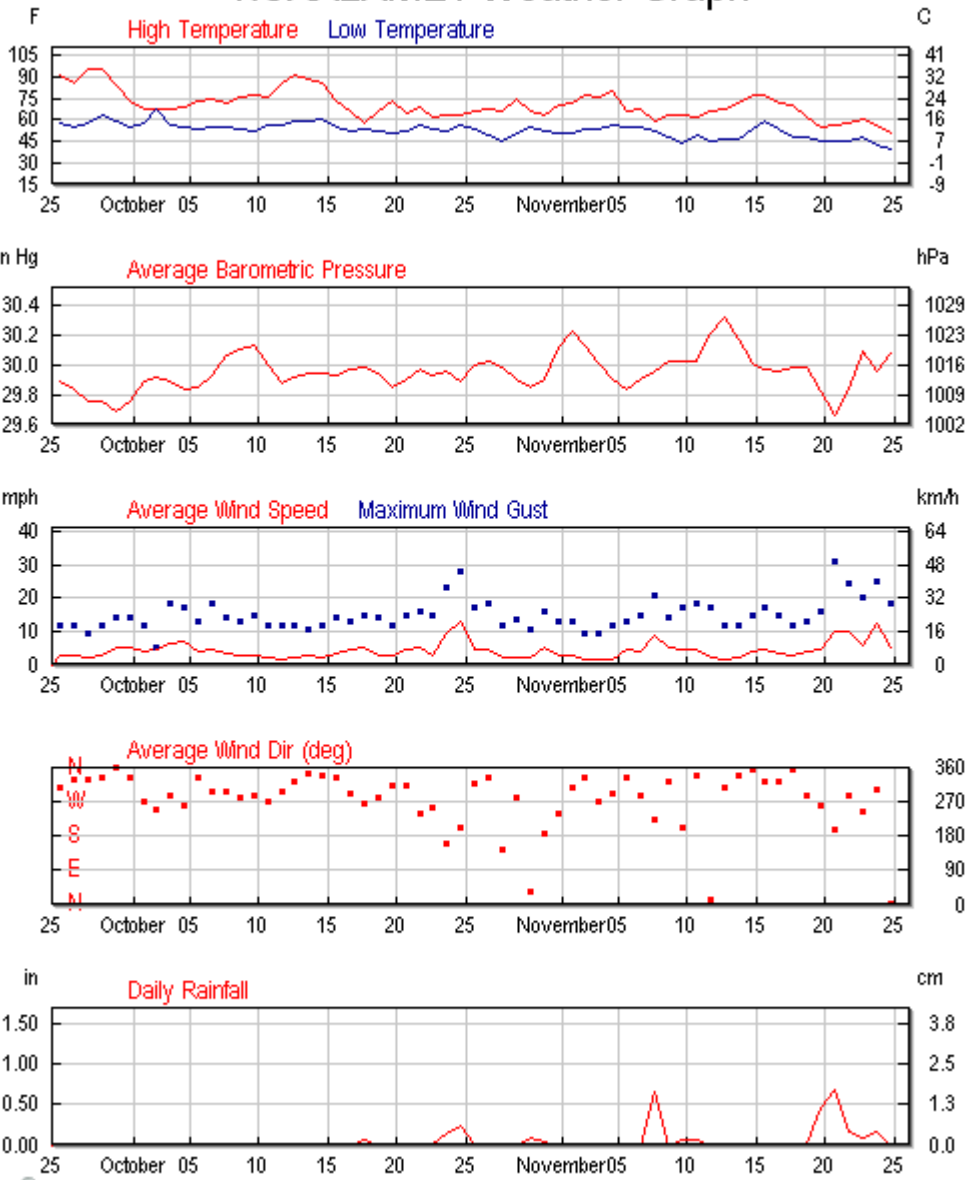 F C
High Temperature Low Temperature
105 41
90 32
75 24
60 16
45 7
30 -1
15 -9
25 October 05 10 15 20 25 November05 10 15 20 25
n Hg hPa
Average Barometric Pressure
30.4 1029
30.2 1023
30.0 1016
29.8 1009
29.6 1002
25 October 05 10 15 20 25 November05 10 15 20 25
mph km/h
Average Wind Speed Maximum Wind Gust
40 64
30 48
20 32
10 16
0 0
25 October 05 10 15 20 25 November05 10 15 20 25
Average Wind Dir (deg)
N 360
W 270
S 180
E 90
N 0
25 October 05 10 15 20 25 November05 10 15 20 25
in cm
Daily Rainfall
1.50 3.8
1.00 2.5
0.50 1.3
0.00 0.0
25 October 05 10 15 20 25 November05 10 15 20 25